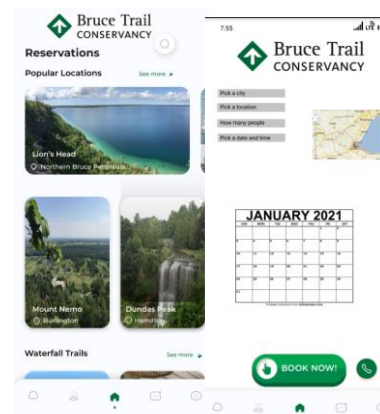 Bruce Trail
CONSERVANCY
Reservations
Popular Locations
See more
Lion's Head
Northern Bruce Peninsula
Mount Nemo
Burlington
Dundas Peak
Hamilton
Waterfall Trails
See more
7:55
LTE
Bruce Trail
CONSERVANCY
Pick a city
Pick a location
How many people
Pick a date and time
JANUARY 2021
BOOK NOW!